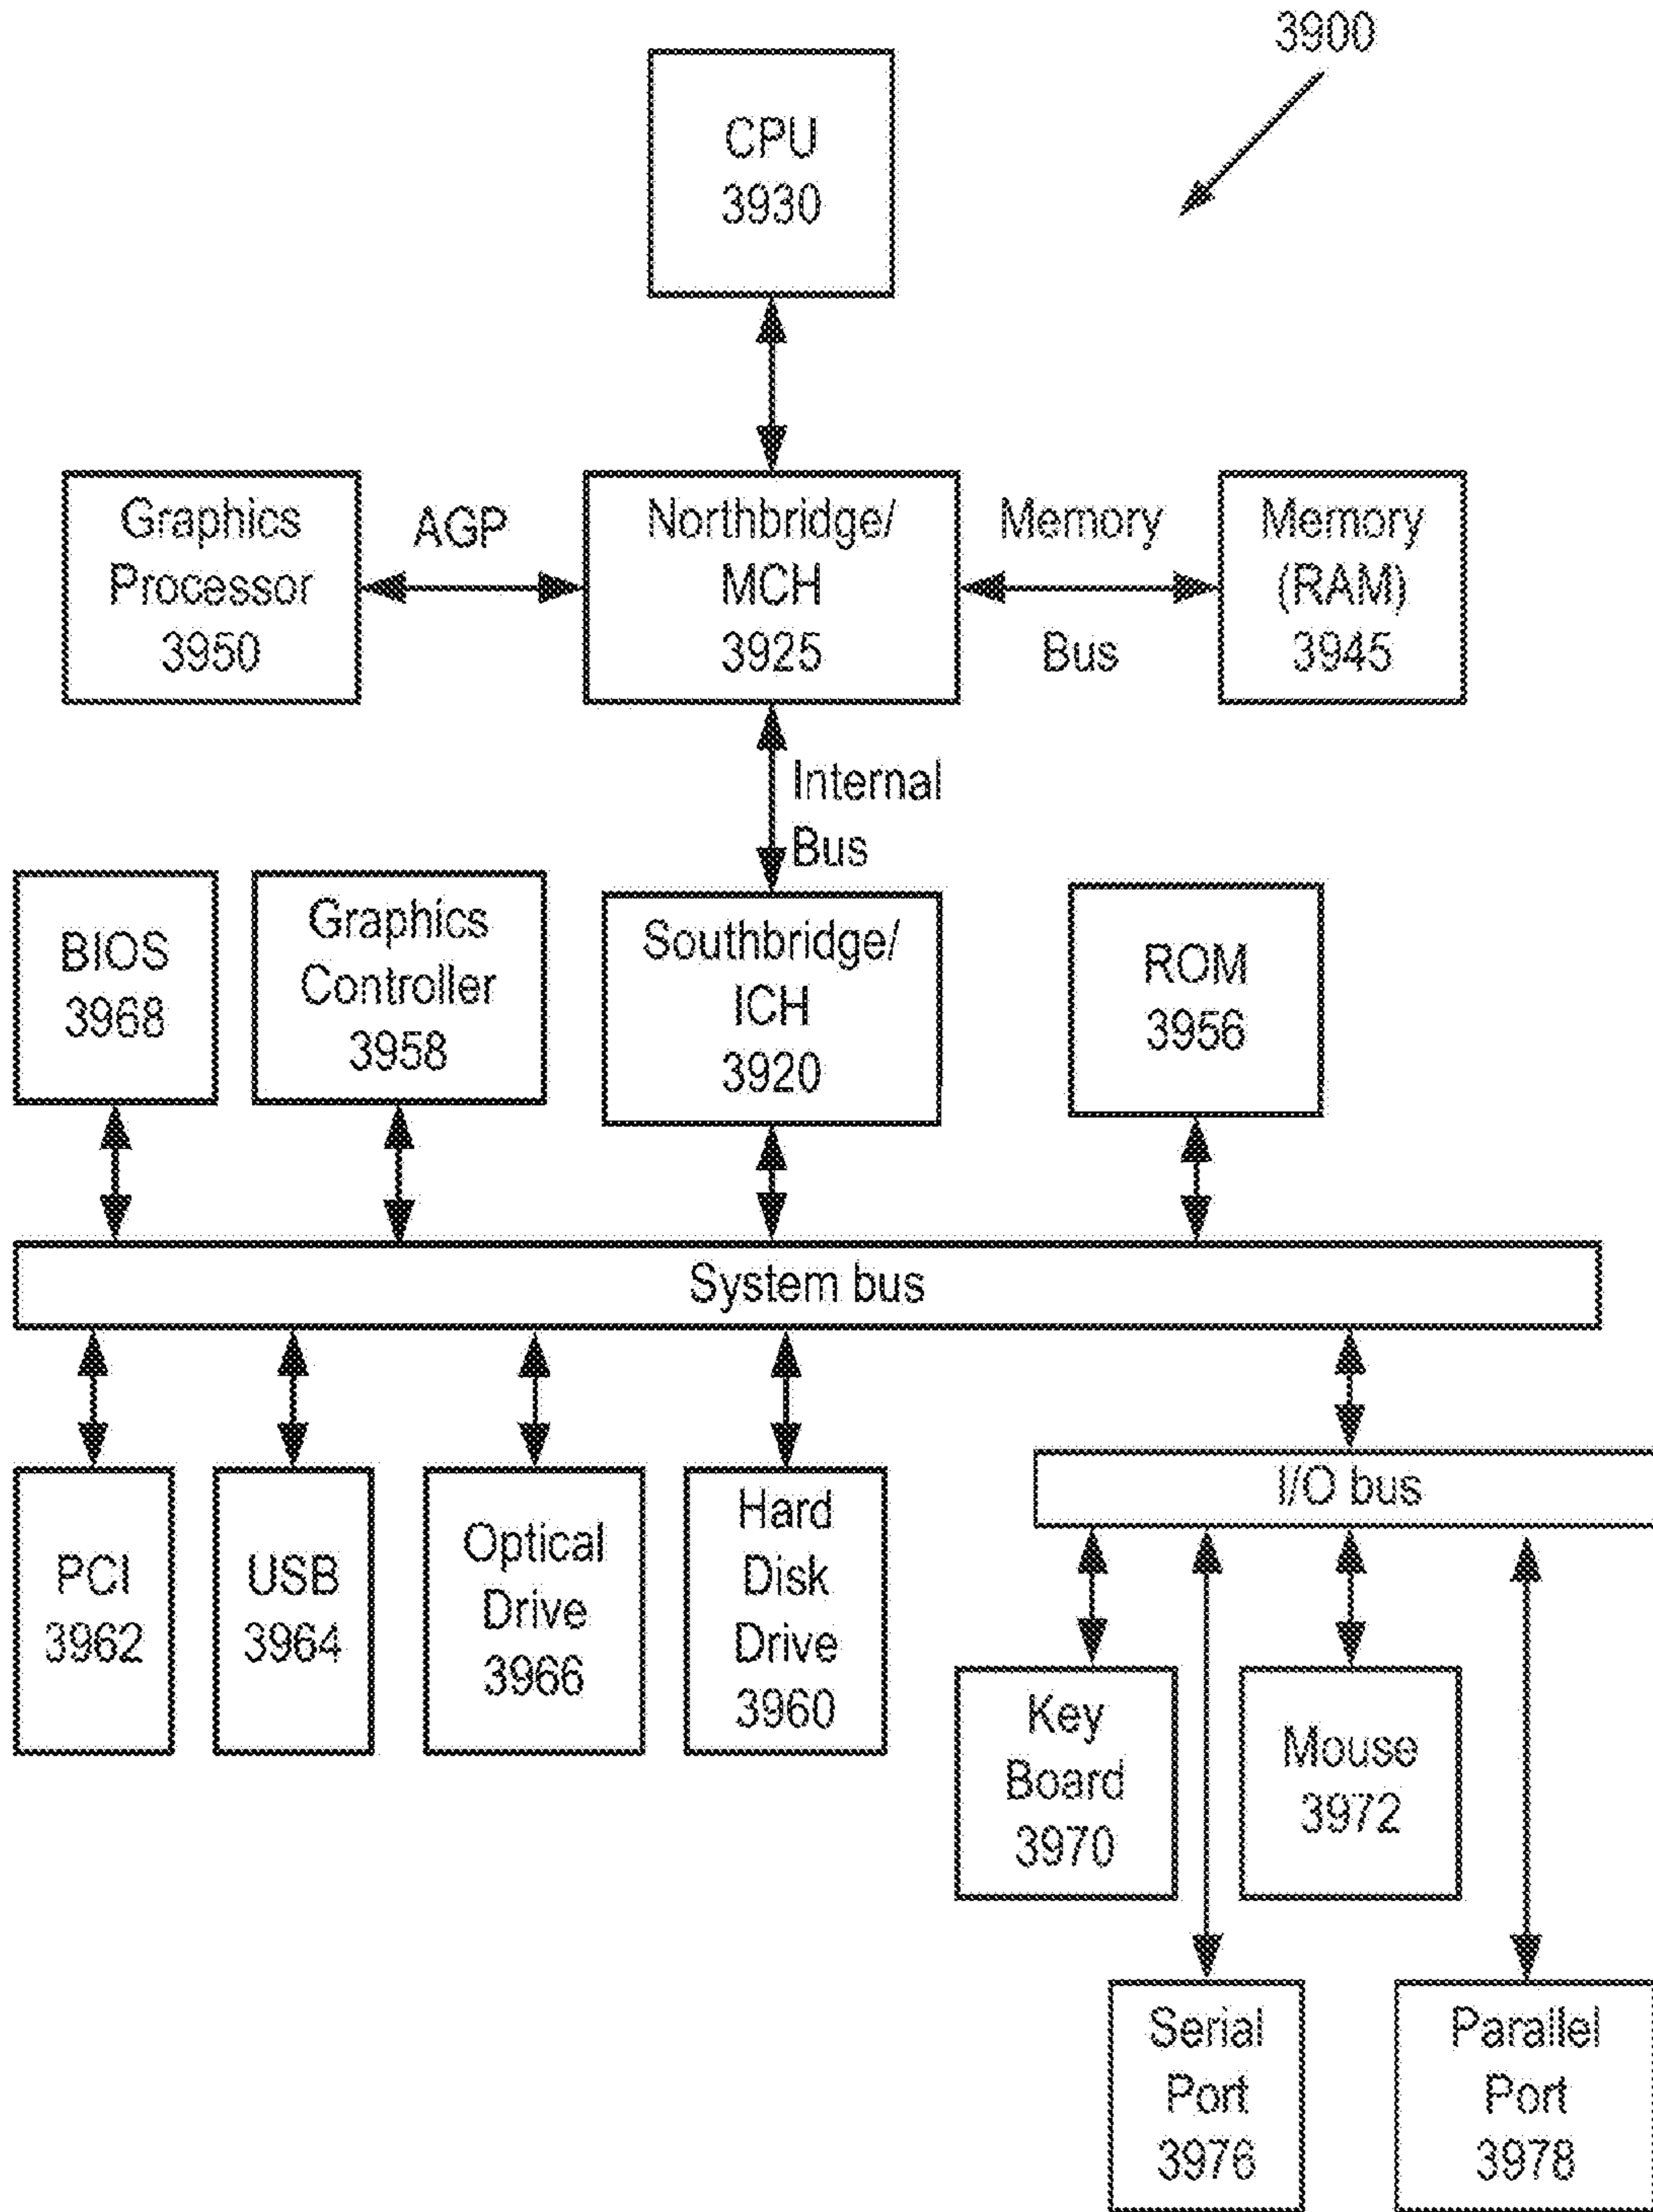 3900
CPU
3930
Graphics
Processor
3950
AGP
Northbridge/
MCH
3925
Memory
Bus
Memory
(RAM)
3945
Internal
Bus
BIOS
3968
Graphics
Controller
3958
Southbridge/
ICH
3920
ROM
3956
System bus
PCI
3962
USB
3964
Optical
Drive
3966
Hard
Disk
Drive
3960
I/O bus
Key
Board
3970
Mouse
3972
Serial
Port
3976
Parallel
Port
3978